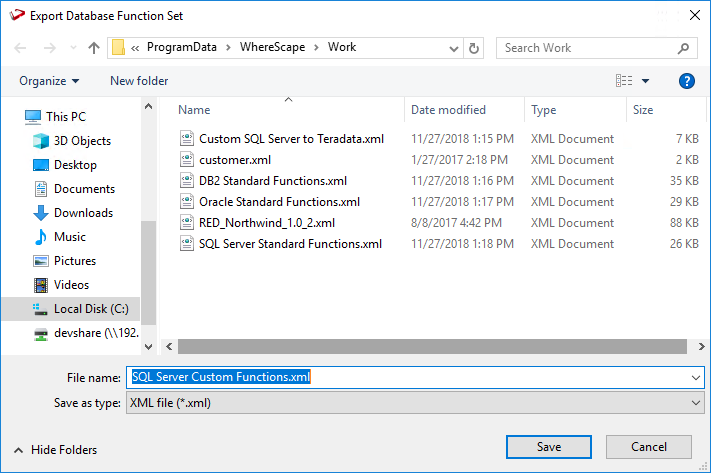 Export Database Function Set
« ProgramData > WhereScape > Work
Search Work
Organize
New folder
?
This PC
3D Objects
Desktop
Documents
Downloads
Music
Pictures
Videos
Local Disk (C:)
devshare (\\192.
Name Date modified Type Size
Custom SQL Server to Teradata.xml 11/27/2018 1:15 PM XML Document 7 KB
customer.xml 1/27/2017 2:18 PM XML Document 2 KB
DB2 Standard Functions.xml 11/27/2018 1:16 PM XML Document 35 KB
Oracle Standard Functions.xml 11/27/2018 1:17 PM XML Document 29 KB
RED_Northwind_1.0_2.xml 8/8/2017 4:42 PM XML Document 88 KB
SQL Server Standard Functions.xml 11/27/2018 1:18 PM XML Document 26 KB
File name: SQL Server Custom Functions.xml
Save as type: XML file (*.xml)
Hide Folders
Save
Cancel